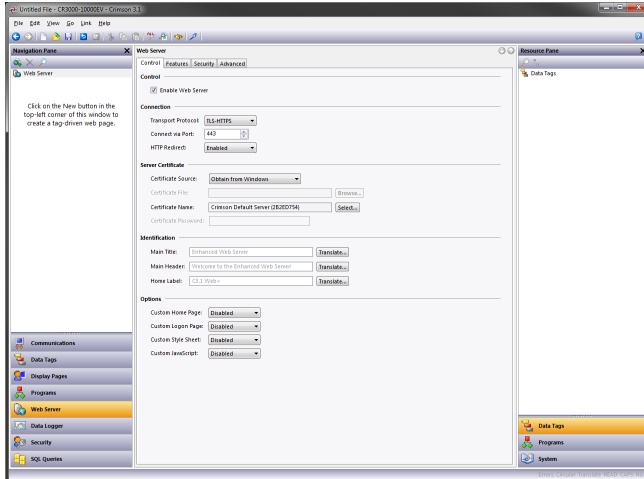 Untitled File - CR3000-10000EV - Crimson 3.1
File Edit View Go Link Help
Navigation Pane
Web Server
Click on the New button in the
top-left corner of this window to
create a tag-driven web page.
Communications
Data Tags
Display Pages
Programs
Web Server
Data Logger
Security
SQL Queries
Web Server
Control Features Security Advanced
Control
Enable Web Server
Connection
Transport Protocol: TLS-HTTPS
Connect via Port: 443
HTTP Redirect: Enabled
Server Certificate
Certificate Source: Obtain from Windows
Certificate File: Browse...
Certificate Name: Crimson Default Server (2B2ED754) Select...
Certificate Password:
Identification
Main Title: Enhanced Web Server Translate...
Main Header: Welcome to the Enhanced Web Server! Translate...
Home Label: C3.1 Web+ Translate...
Options
Custom Home Page: Disabled
Custom Logon Page: Disabled
Custom Style Sheet: Disabled
Custom JavaScript: Disabled
Resource Pane
Data Tags
Data Tags
Programs
System
Errors Circular Translate READ CAPS